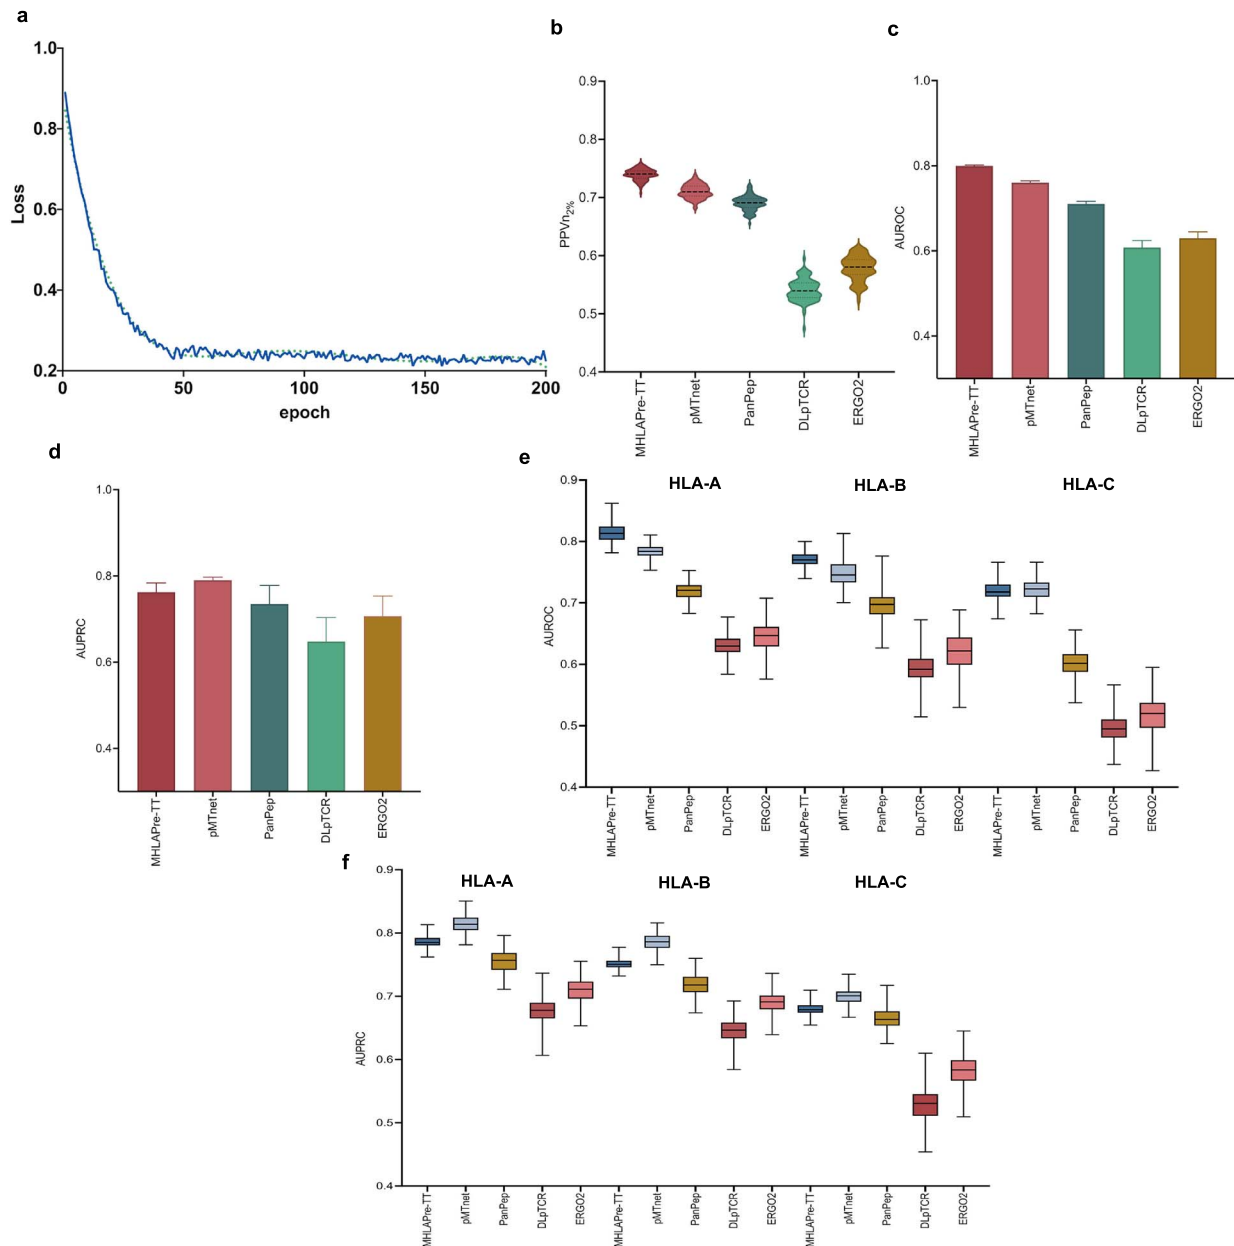 a
1.0
0.8
0.6
0.4
0.2
Loss
0
50
100
150
200
epoch
b
0.9
0.8
0.7
0.6
0.5
0.4
PPVn2%
MHLAPre-TT
pMTnet
PanPep
DLpTCR
ERGO2
c
1.0
0.8
0.6
0.4
AUROC
MHLAPre-TT
pMTnet
PanPep
DLpTCR
ERGO2
d
1.0
0.8
0.6
0.4
AUPRC
MHLAPre-TT
pMTnet
PanPep
DLpTCR
ERGO2
e
HLA-A
HLA-B
HLA-C
0.9
0.8
0.7
0.6
0.5
0.4
AUROC
MHLAPre-TT
pMTnet
PanPep
DLpTCR
ERGO2
MHLAPre-TT
pMTnet
PanPep
DLpTCR
ERGO2
MHLAPre-TT
pMTnet
PanPep
DLpTCR
ERGO2
f
HLA-A
HLA-B
HLA-C
0.9
0.8
0.7
0.6
0.5
0.4
AUPRC
MHLAPre-TT
pMTnet
PanPep
DLpTCR
ERGO2
MHLAPre-TT
pMTnet
PanPep
DLpTCR
ERGO2
MHLAPre-TT
pMTnet
PanPep
DLpTCR
ERGO2